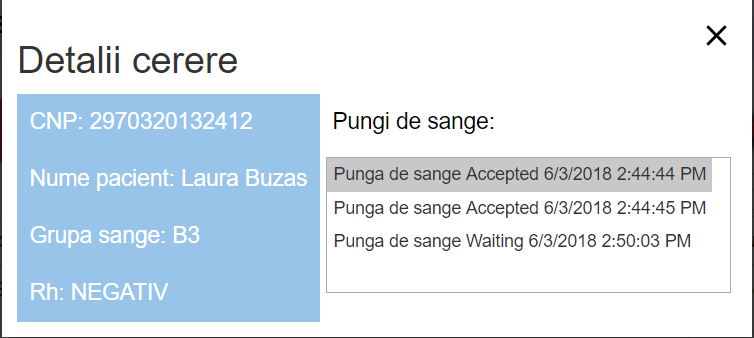 Detalii cerere
CNP: 2970320132412
Nume pacient: Laura Buzas
Grupa sange: B3
Rh: NEGATIV
Pungi de sange:
Punga de sange Accepted 6/3/2018 2:44:44 PM
Punga de sange Accepted 6/3/2018 2:44:45 PM
Punga de sange Waiting 6/3/2018 2:50:03 PM